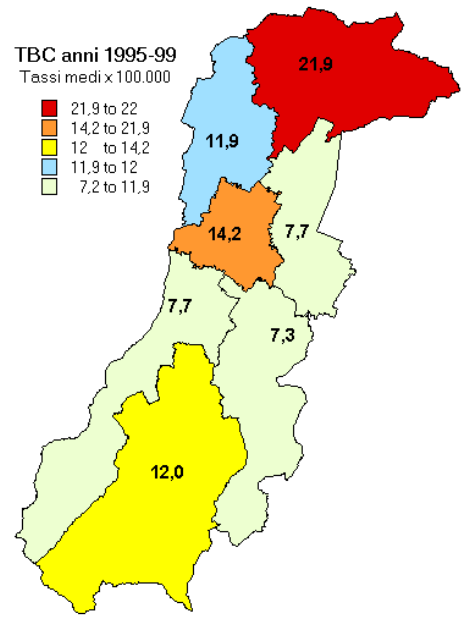 TBC anni 1995-99
Tassi medi x 100.000
21,9 to 22
14,2 to 21,9
12 to 14,2
11,9 to 12
7,2 to 11,9
21,9
11,9
14,2
7,7
7,7
7,3
12,0